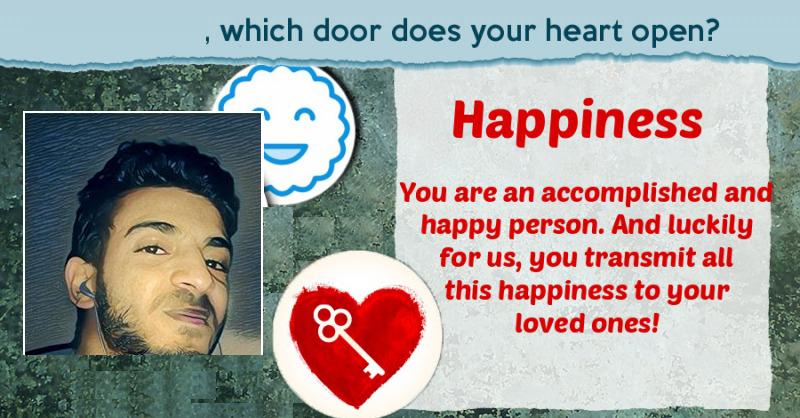 , which door does your heart open?
Happiness
You are an accomplished and
happy person. And luckily
for us, you transmit all
this happiness to your
loved ones!